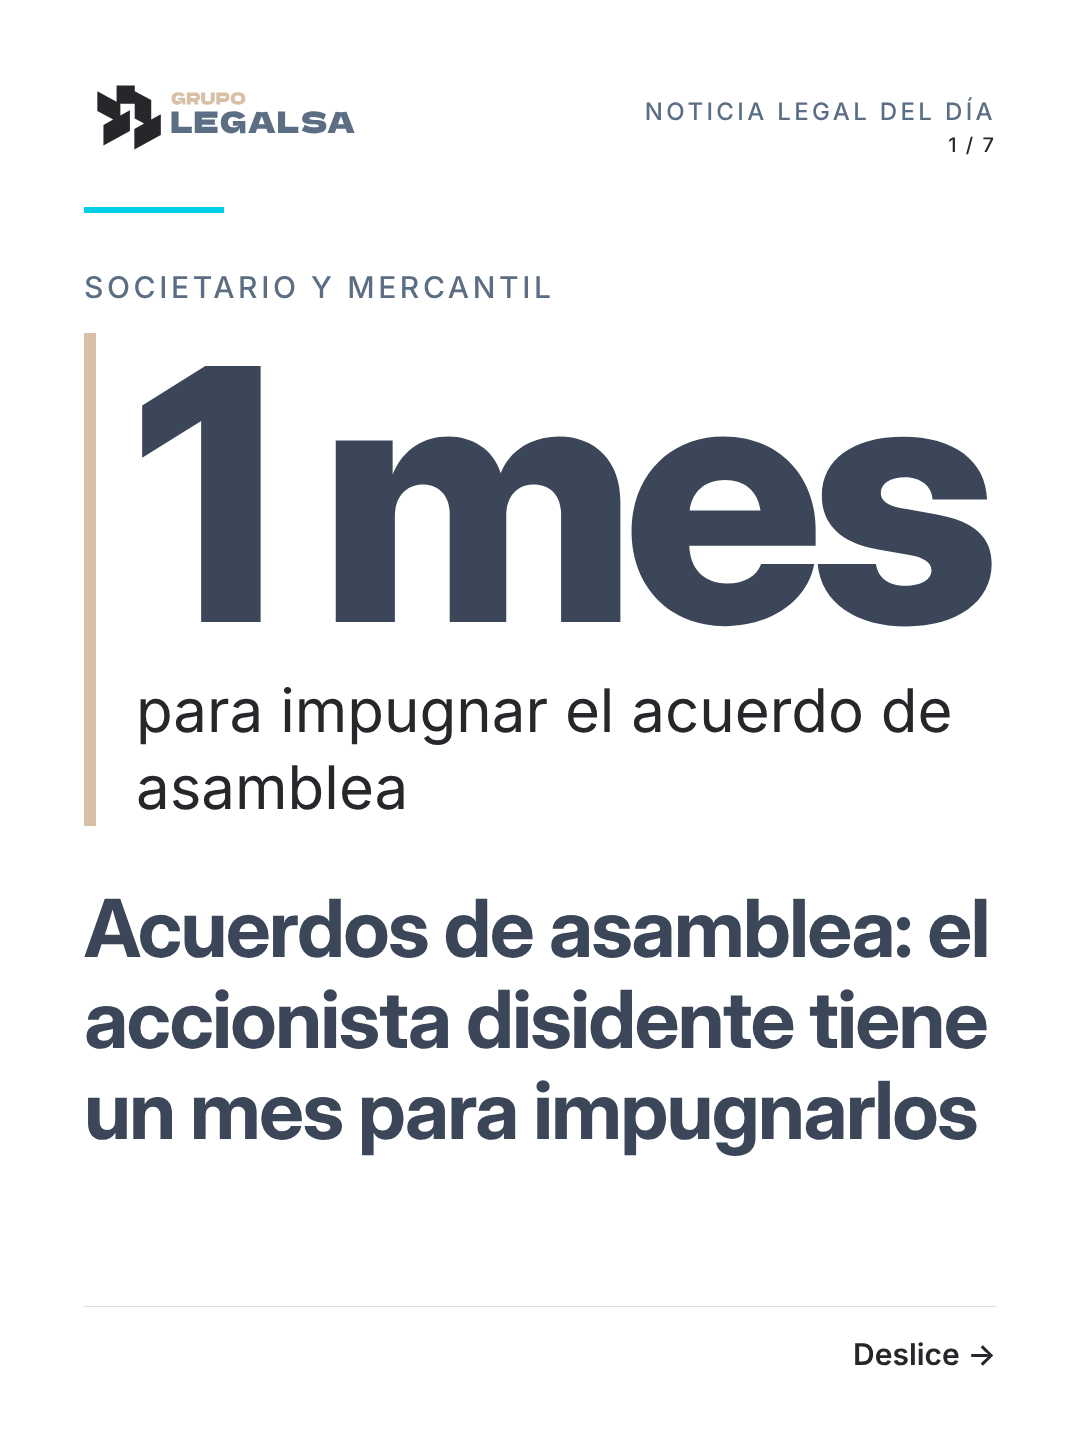 GRUPO
LEGALSA
NOTICIA LEGAL DEL DÍA
1 / 7
SOCIETARIO Y MERCANTIL
1 mes
para impugnar el acuerdo de
asamblea
Acuerdos de asamblea: el
accionista disidente tiene
un mes para impugnarlos
Deslice →